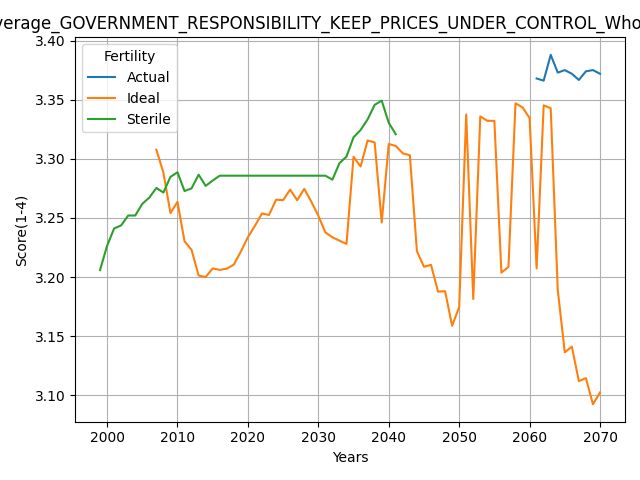 verage_GOVERNMENT_RESPONSIBILITY_KEEP_PRICES_UNDER_CONTROL_Who
Fertility
Actual
Ideal
Sterile
Score(1-4)
3.40
3.35
3.30
3.25
3.20
3.15
3.10
2000 2010 2020 2030 2040 2050 2060 2070
Years